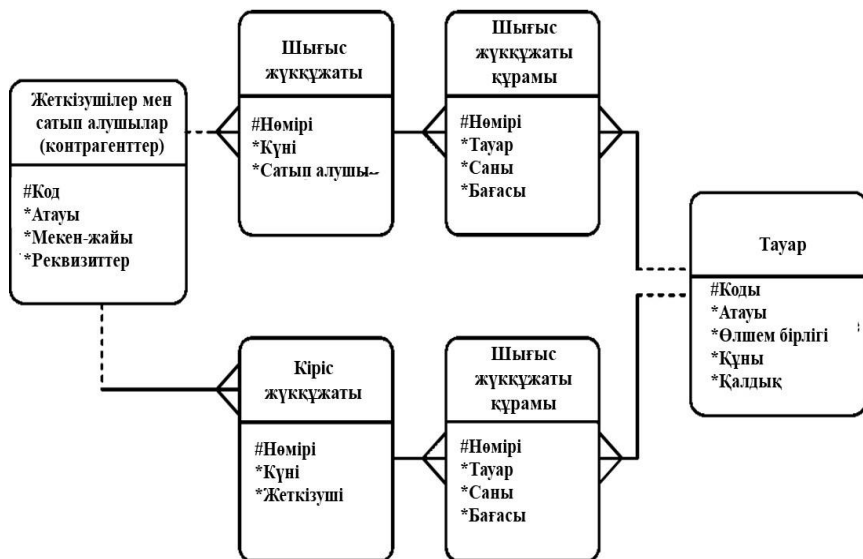 Жеткізушілер мен
сатып алушылар
(контрагенттер)
#Код
*Атауы
*Мекен-жайы
*Реквизиттер
Шығыс
жүкқұжаты
#Нөмірі
*Күні
*Сатып алушы--
Шығыс
жүкқұжаты
құрамы
#Нөмірі
*Тауар
*Саны
*Бағасы
Тауар
#Коды
*Атауы
*Өлшем бірлігі
*Құны
*Қалдық
Кіріс
жүкқұжаты
#Нөмірі
*Күні
*Жеткізуші
Шығыс
жүкқұжаты
құрамы
#Нөмірі
*Тауар
*Саны
*Бағасы